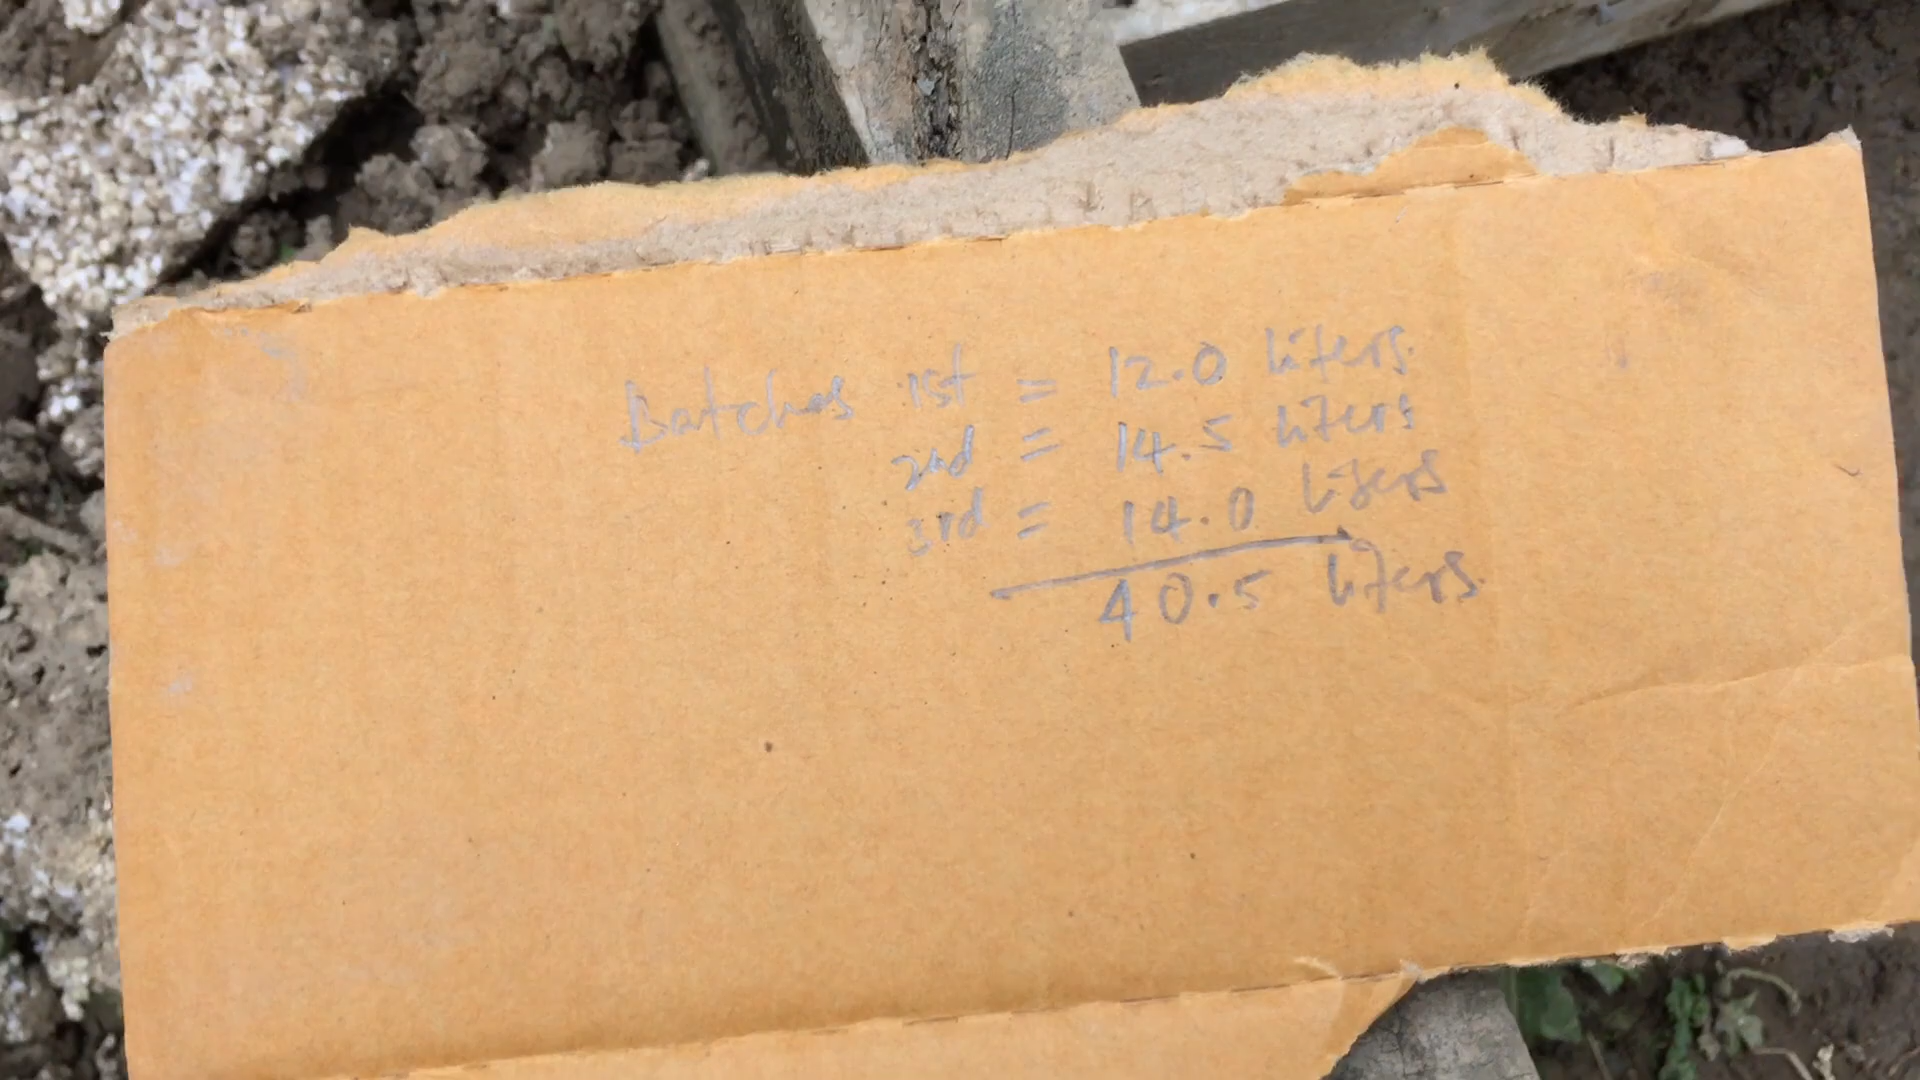 Batches 1st = 12.0 liters
2nd = 14.5 liters
3rd = 14.0 liters
40.5 liters